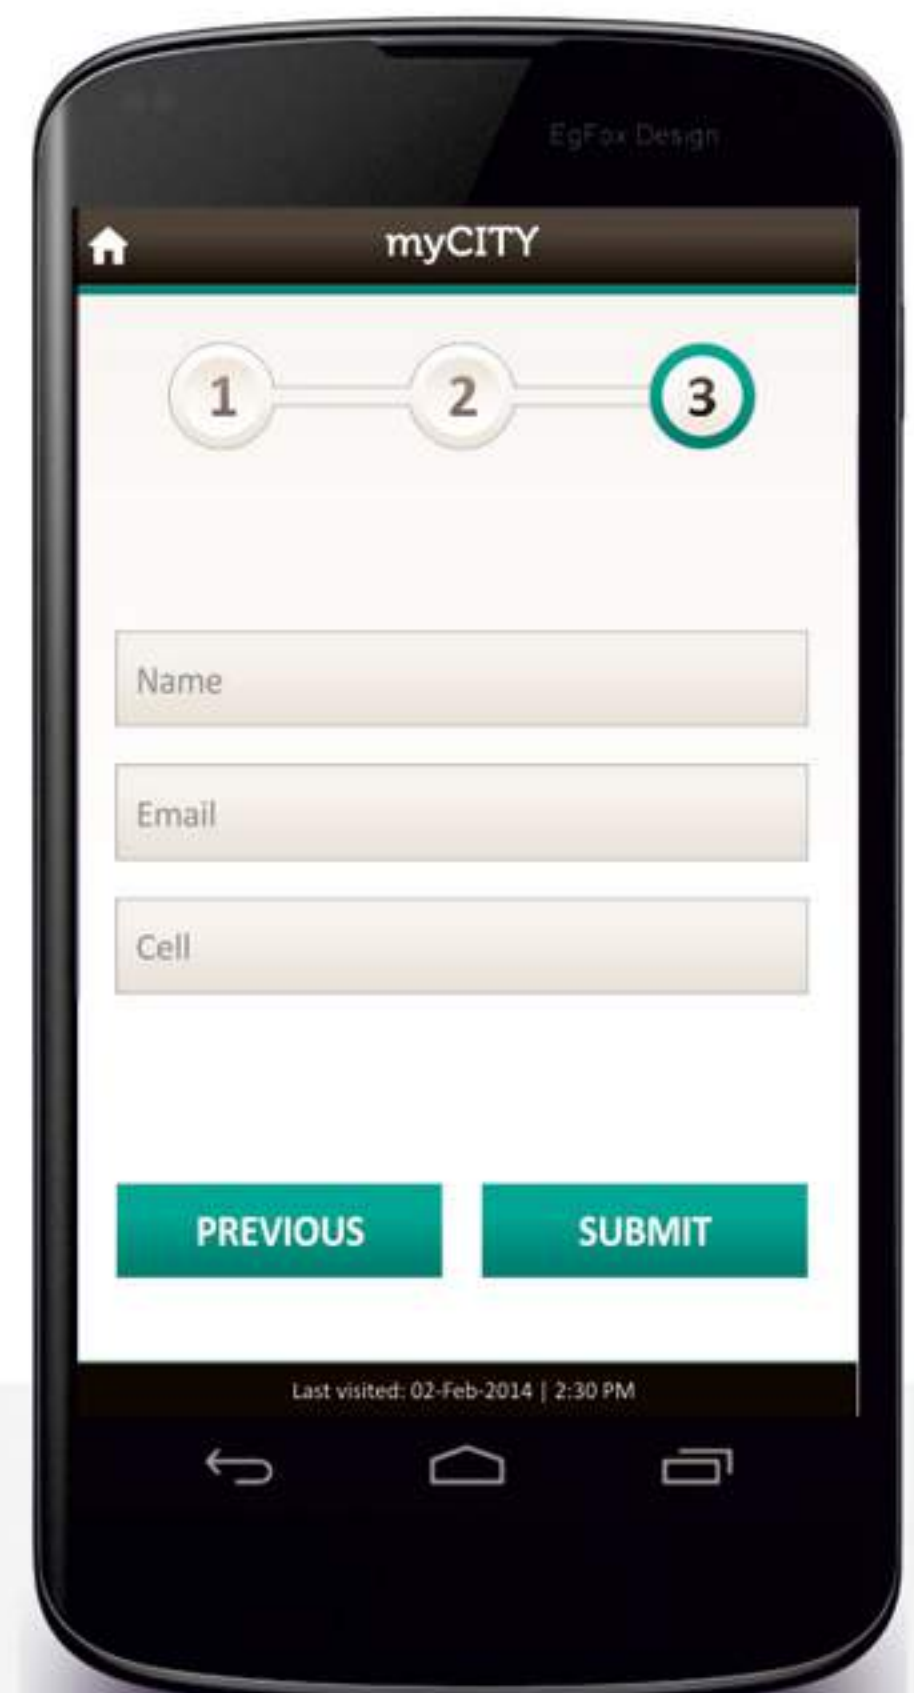 EgFox Design
myCITY
1 2 3
Name
Email
Cell
PREVIOUS SUBMIT
Last visited: 02-Feb-2014 | 2:30 PM